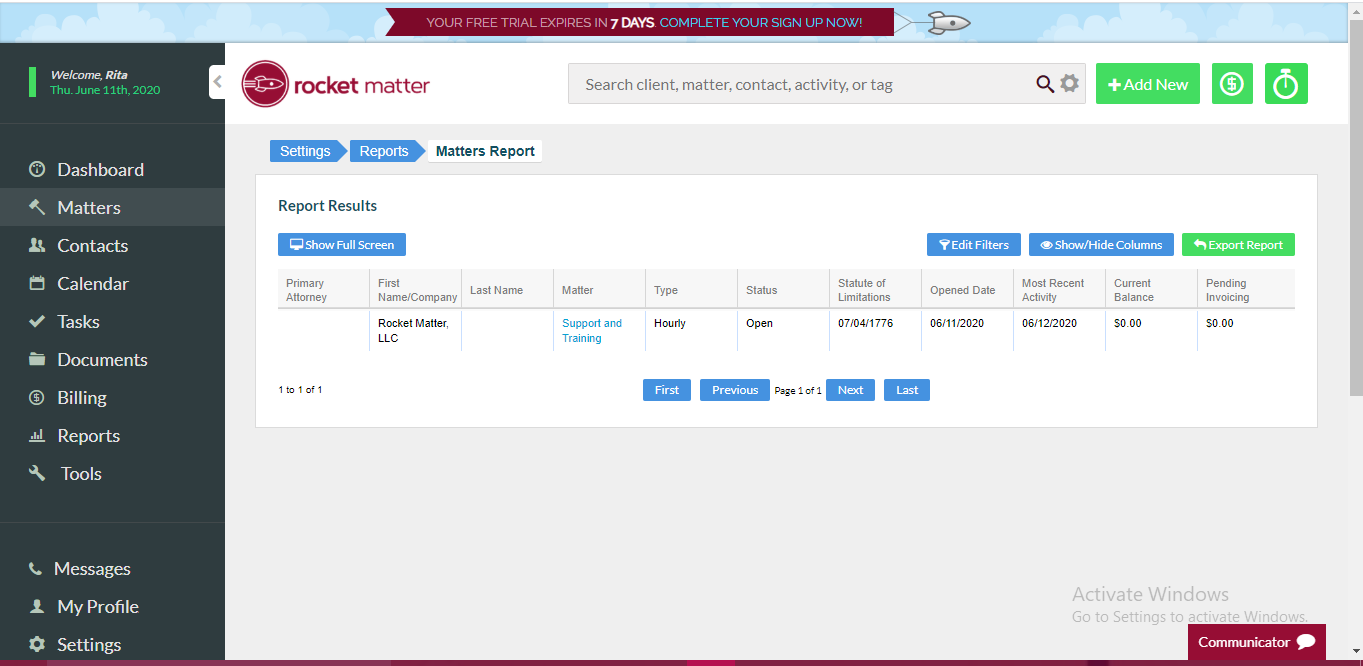 YOUR FREE TRIAL EXPIRES IN 7 DAYS. COMPLETE YOUR SIGN UP NOW!
Welcome, Rita
Thu. June 11th, 2020
rocket matter
Search client, matter, contact, activity, or tag
Add New
Dashboard
Matters
Contacts
Calendar
Tasks
Documents
Billing
Reports
Tools
Messages
My Profile
Settings
Settings Reports Matters Report
Report Results
Show Full Screen Edit Filters Show/Hide Columns Export Report
Primary First Statute of Most Recent Current Pending
Attorney Name/Company Last Name Matter Type Status Limitations Opened Date Activity Balance Invoicing
Rocket Matter, Support and Hourly Open 07/04/1776 06/11/2020 06/12/2020 $0.00 $0.00
LLC Training
1 to 1 of 1 First Previous Page 1 of 1 Next Last
Activate Windows
Go to Settings to activate Windows.
Communicator